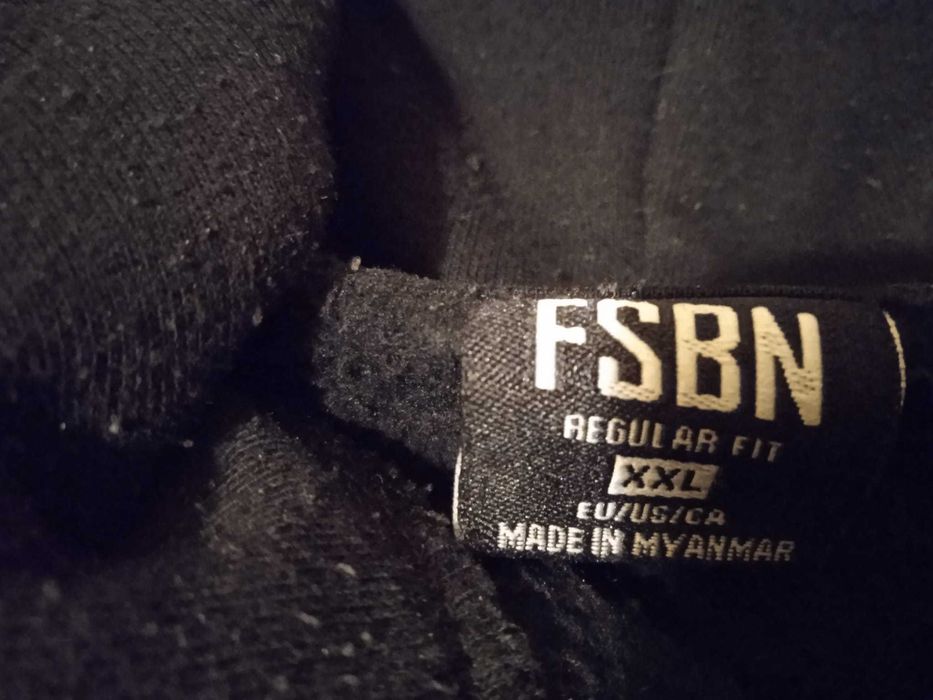 FSBN
REGULAR FIT
XXL
EU/US/CA
MADE IN MYANMAR